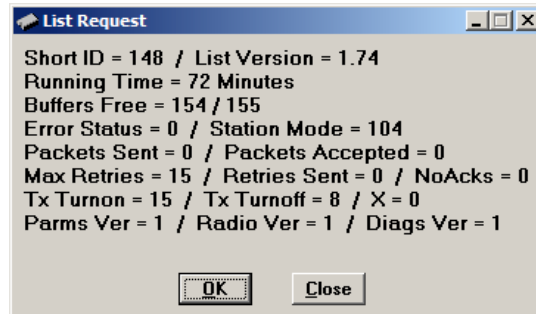 List Request
Short ID = 148 / List Version = 1.74
Running Time = 72 Minutes
Buffers Free = 154 / 155
Error Status = 0 / Station Mode = 104
Packets Sent = 0 / Packets Accepted = 0
Max Retries = 15 / Retries Sent = 0 / NoAcks = 0
Tx Turnon = 15 / Tx Turnoff = 8 / X = 0
Parms Ver = 1 / Radio Ver = 1 / Diags Ver = 1
OK Close